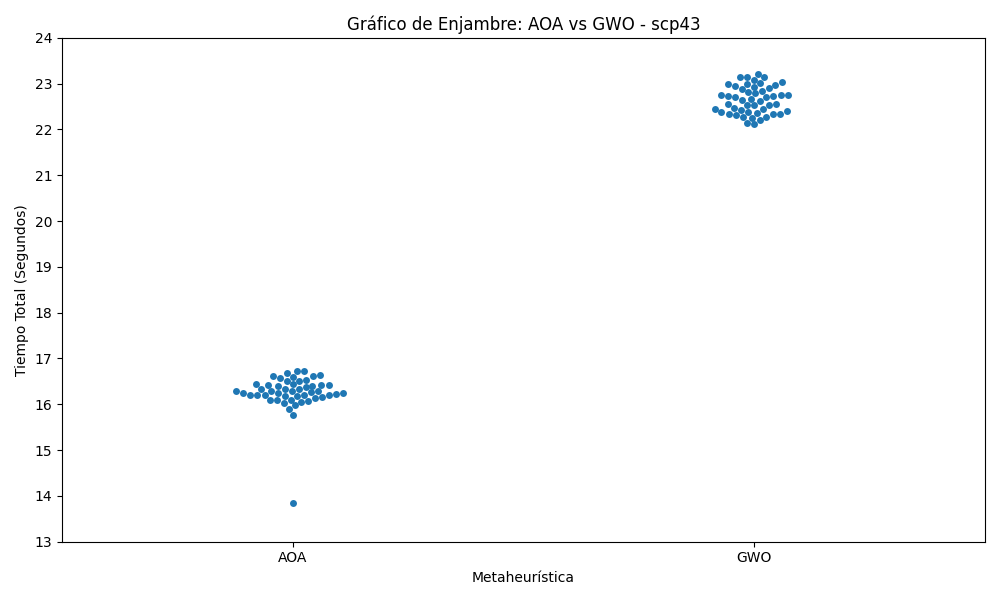 Gráfico de Enjambre: AOA vs GWO - scp43
Tiempo Total (Segundos)
24
23
22
21
20
19
18
17
16
15
14
13
AOA
GWO
Metaheurística